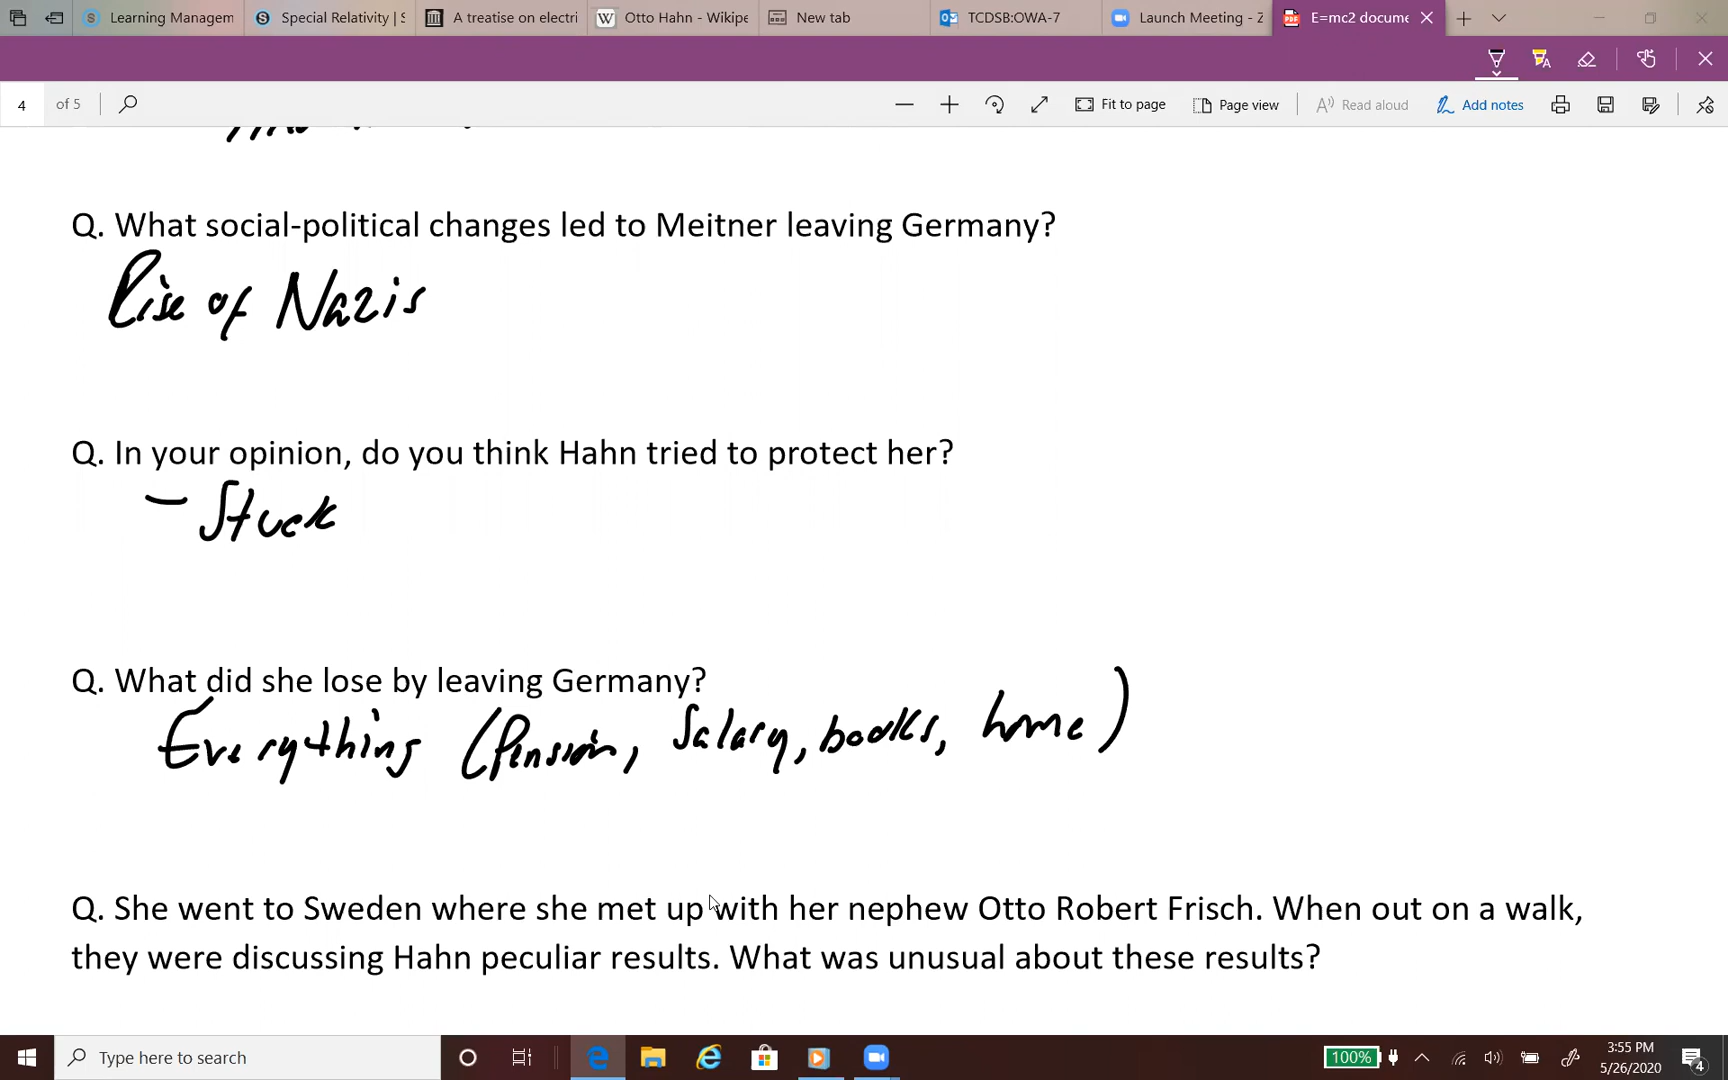 Learning Managem
Special Relativity | S
A treatise on electri
W Otto Hahn - Wikipe
New tab
TCDSB:OWA-7
Launch Meeting - Z
PDF E=mc2 docume
4 of 5
Fit to page
Page view
Read aloud
Add notes
Q. What social-political changes led to Meitner leaving Germany?
Rise of Nazis
Q. In your opinion, do you think Hahn tried to protect her?
- Stuck
Q. What did she lose by leaving Germany?
Everything (Pension, Salary, books, home)
Q. She went to Sweden where she met up with her nephew Otto Robert Frisch. When out on a walk,
they were discussing Hahn peculiar results. What was unusual about these results?
Type here to search
100%
3:55 PM
5/26/2020
4